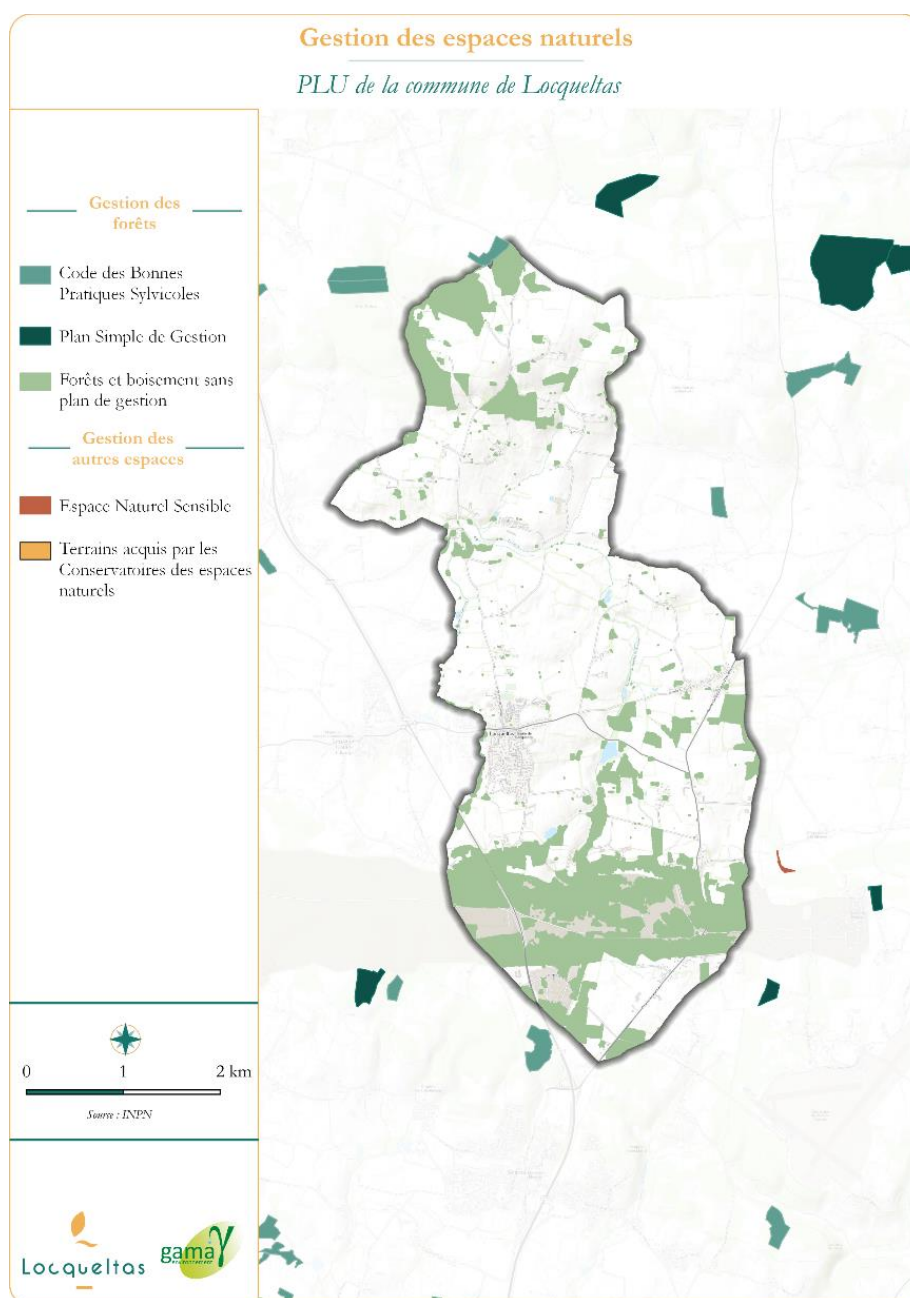 Gestion des espaces naturels
PLU de la commune de Locqueltas
Gestion des
forêts
Code des Bonnes
Pratiques Sylvicoles
Plan Simple de Gestion
Forêts et boisement sans
plan de gestion
Gestion des
autres espaces
Espace Naturel Sensible
Terrains acquis par les
Conservatoires des espaces
naturels
0 1 2 km
Source : INPN
Locqueltas
gama
environnement
Locqueltas